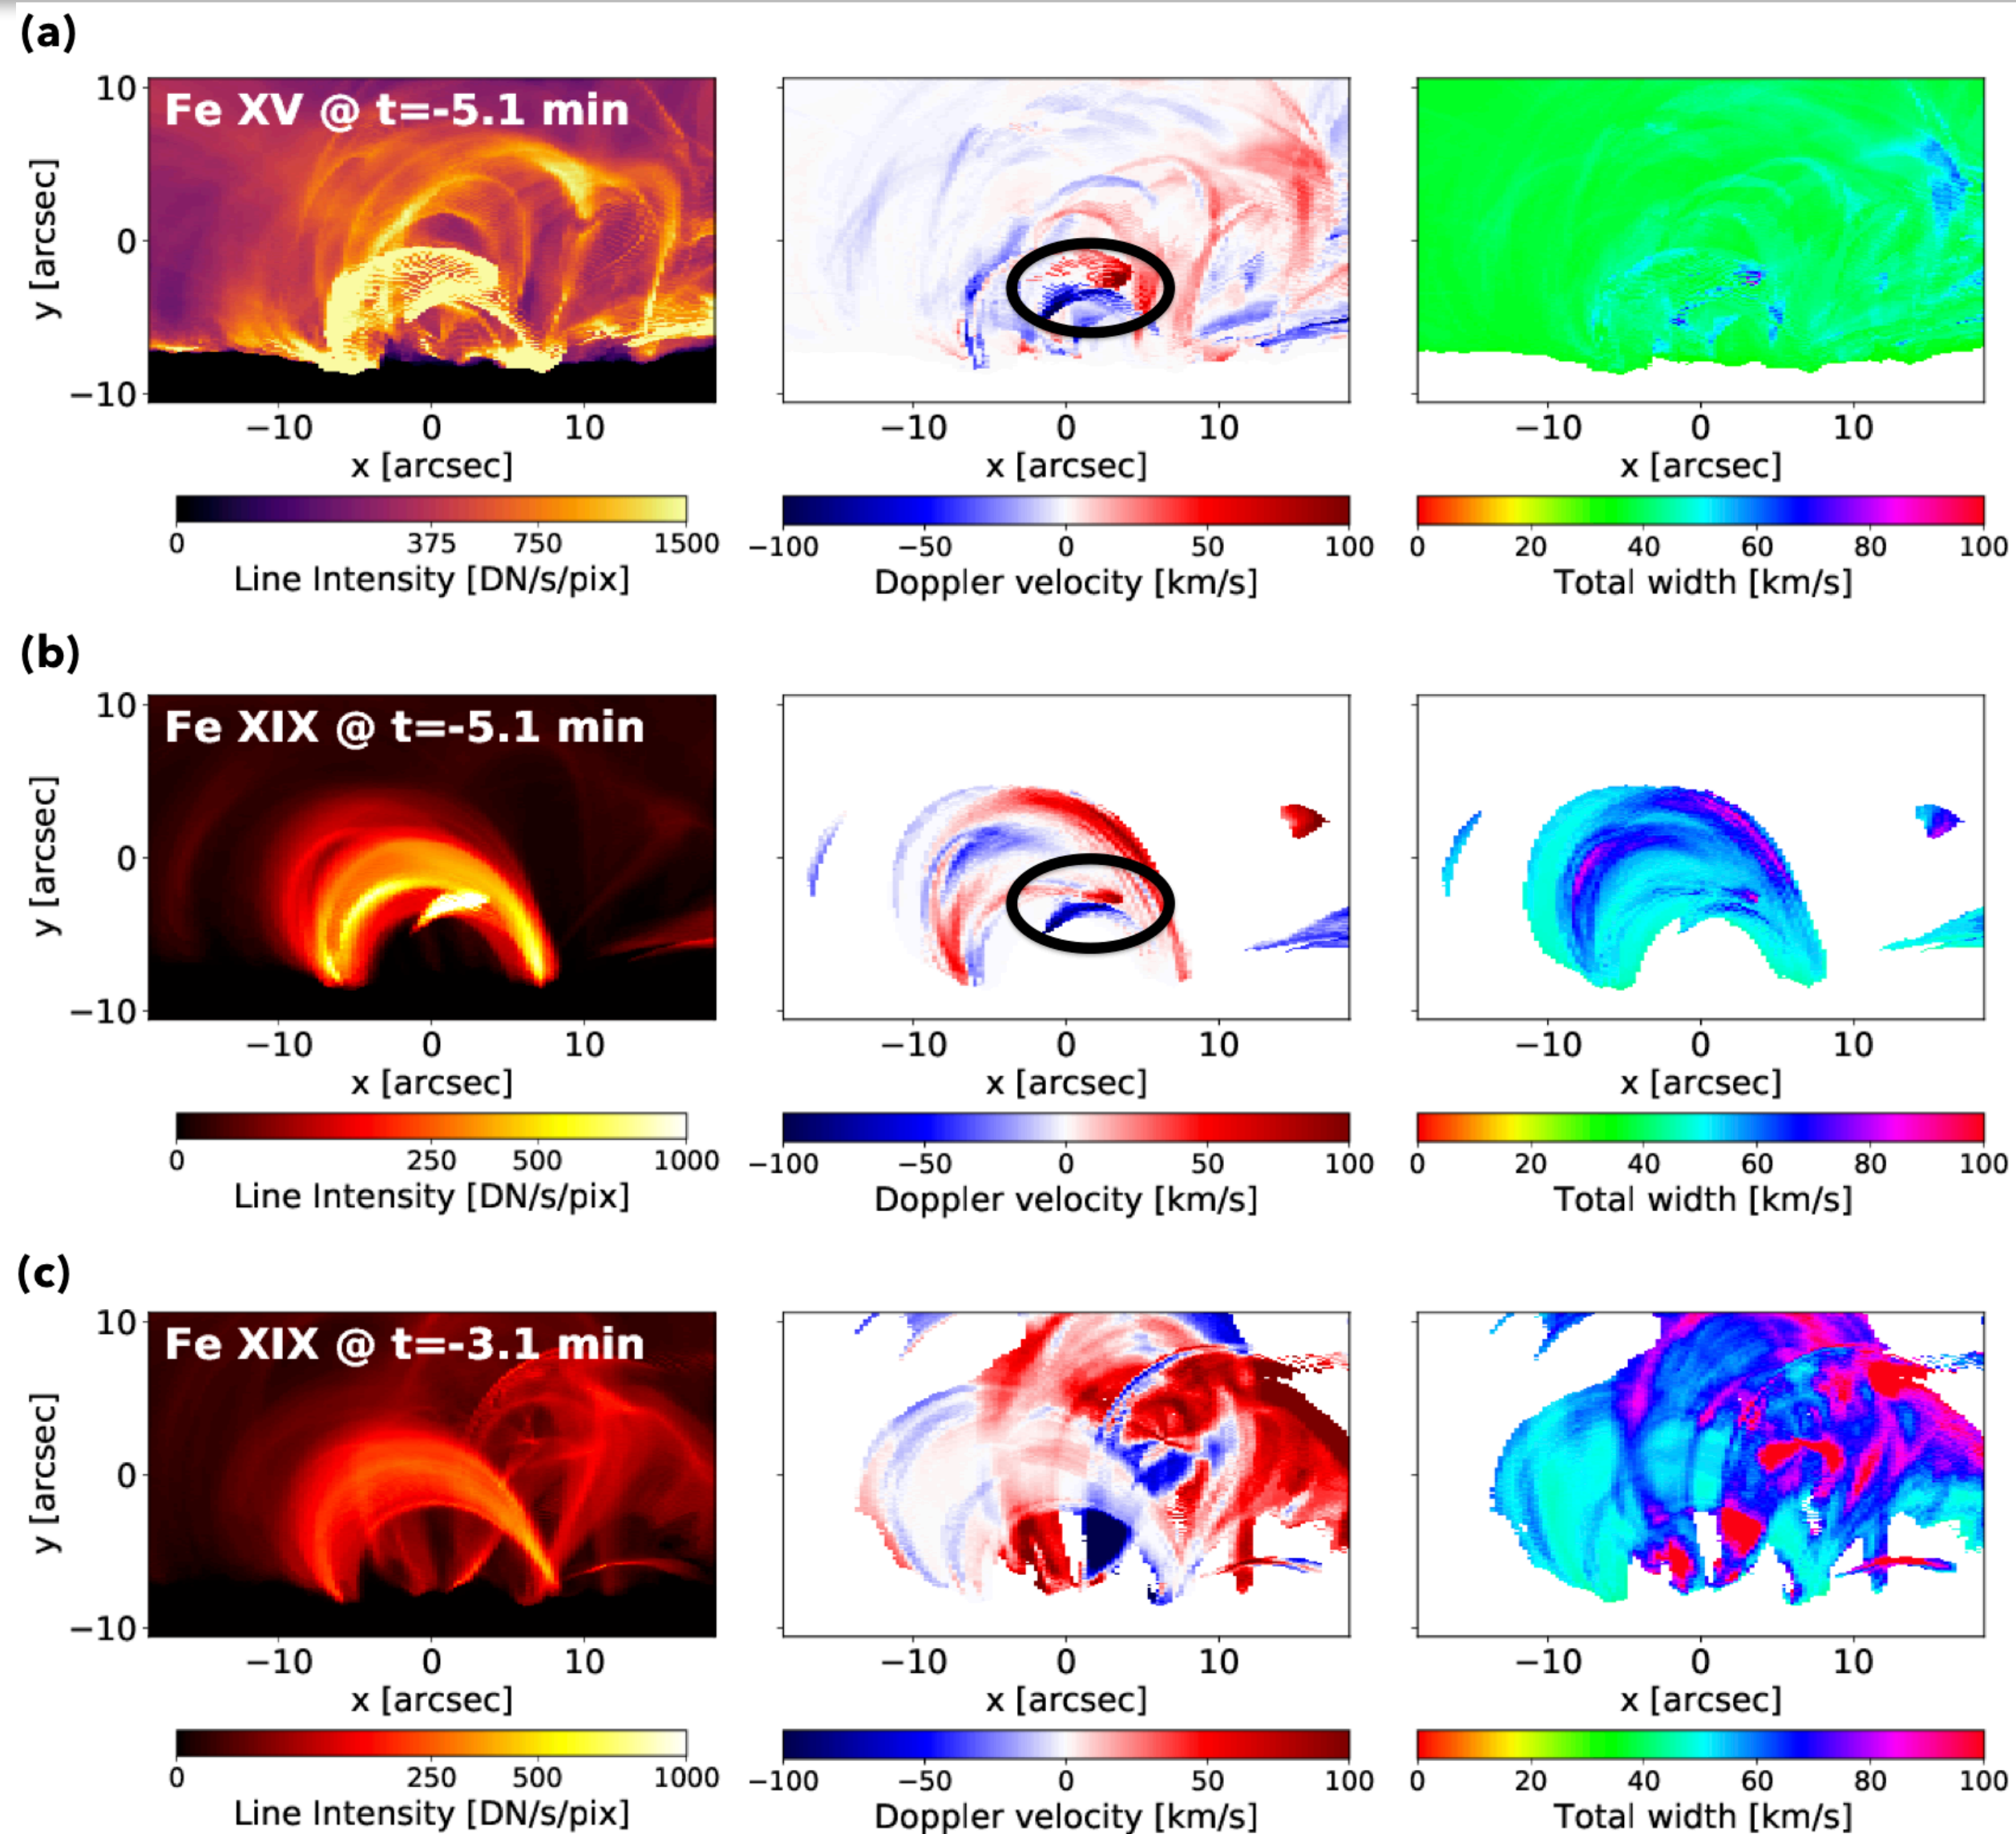 (a)
Fe XV @ t=-5.1 min
10
0
−10
y [arcsec]
−10 0 10
x [arcsec]
0 375 750 1500
Line Intensity [DN/s/pix]
−10 0 10
x [arcsec]
−100 −50 0 50 100
Doppler velocity [km/s]
−10 0 10
x [arcsec]
0 20 40 60 80 100
Total width [km/s]
(b)
Fe XIX @ t=-5.1 min
10
0
−10
y [arcsec]
−10 0 10
x [arcsec]
0 250 500 1000
Line Intensity [DN/s/pix]
−10 0 10
x [arcsec]
−100 −50 0 50 100
Doppler velocity [km/s]
−10 0 10
x [arcsec]
0 20 40 60 80 100
Total width [km/s]
(c)
Fe XIX @ t=-3.1 min
10
0
−10
y [arcsec]
−10 0 10
x [arcsec]
0 250 500 1000
Line Intensity [DN/s/pix]
−10 0 10
x [arcsec]
−100 −50 0 50 100
Doppler velocity [km/s]
−10 0 10
x [arcsec]
0 20 40 60 80 100
Total width [km/s]